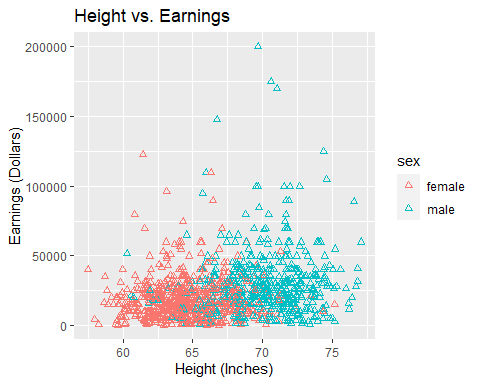 Height vs. Earnings
200000
150000
100000
50000
0
Earnings (Dollars)
60 65 70 75
Height (Inches)
sex
female
male